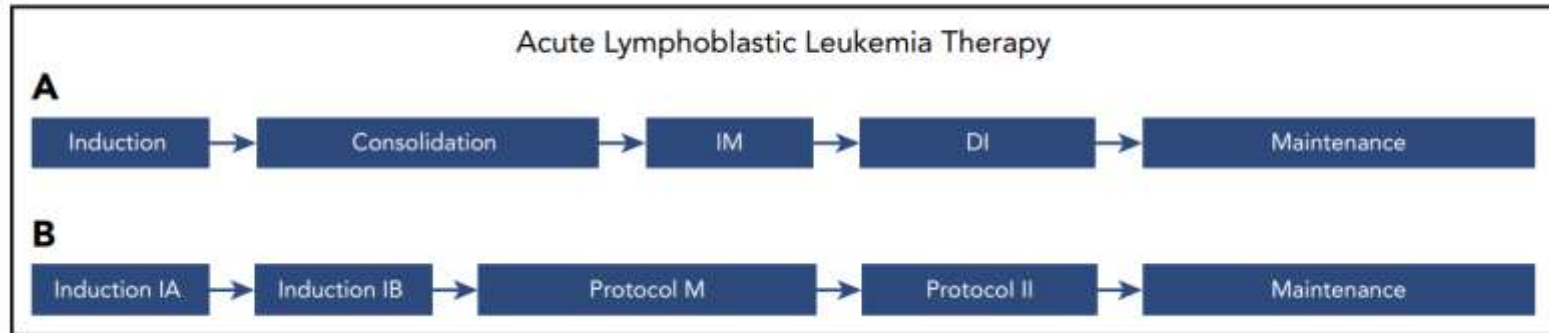 Acute Lymphoblastic Leukemia Therapy
A
Induction Consolidation IM DI Maintenance
B
Induction IA Induction IB Protocol M Protocol II Maintenance